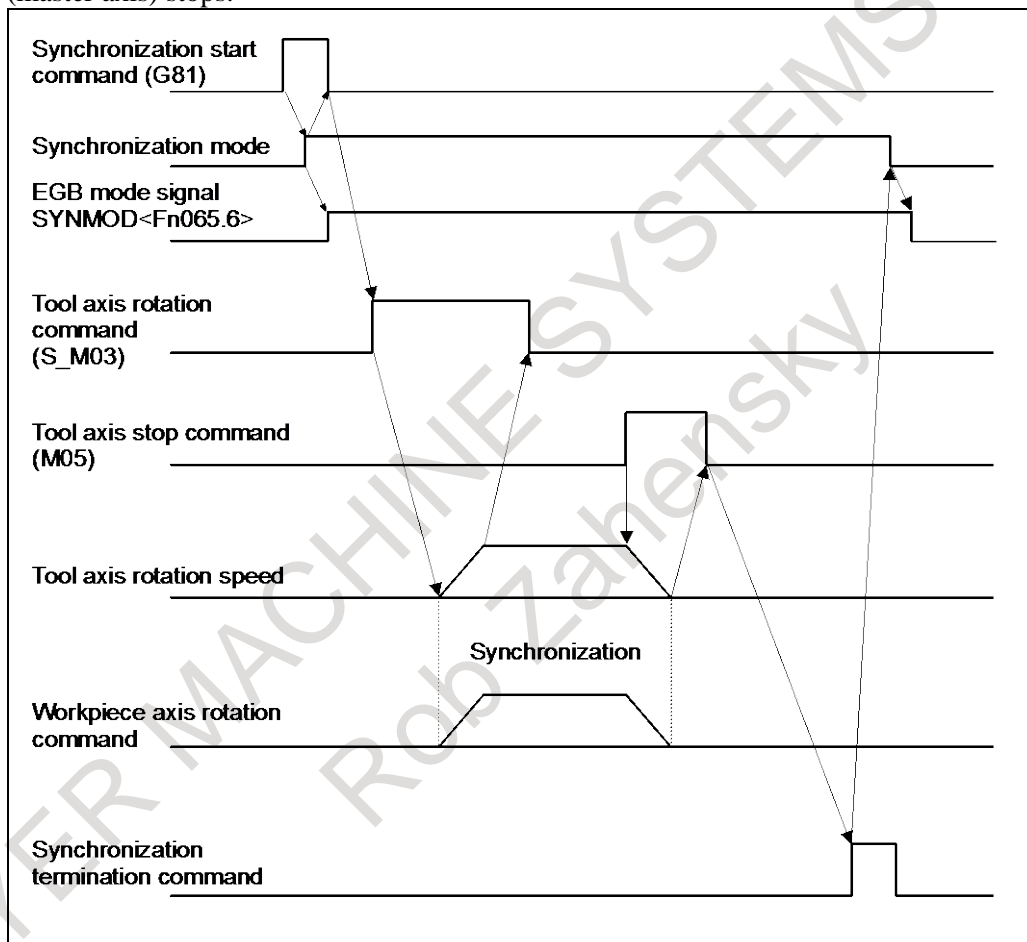 (master axis) stops.
Synchronization start
command (G81)
Synchronization mode
EGB mode signal
SYNMOD<Fn065.6>
Tool axis rotation
command
(S_M03)
Tool axis stop command
(M05)
Tool axis rotation speed
Synchronization
Workpiece axis rotation
command
Synchronization
termination command
YER MACHINE SYSTEMS
Rob Zahensky